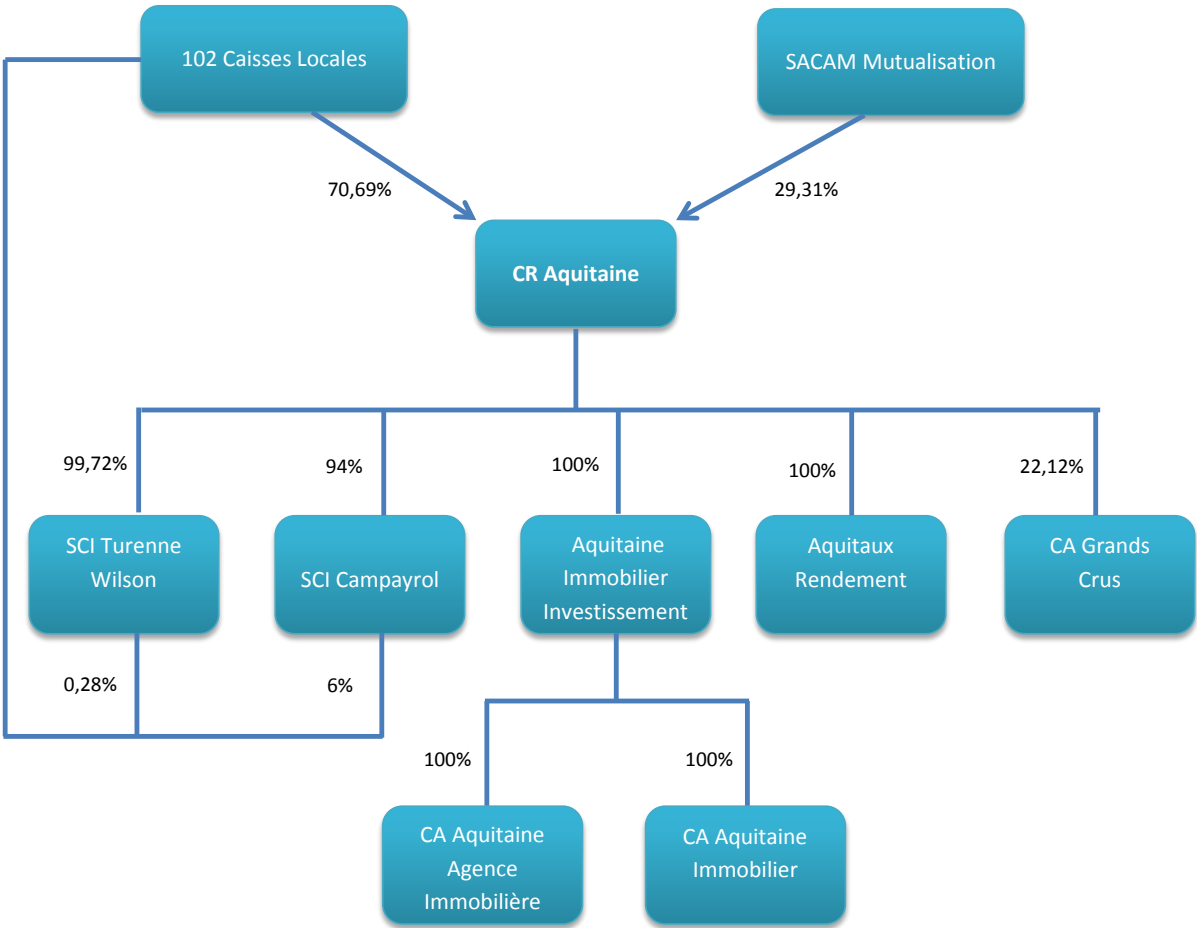 102 Caisses Locales
SACAM Mutualisation
70,69%
29,31%
CR Aquitaine
99,72%
94%
100%
100%
22,12%
SCI Turenne
Wilson
SCI Campayrol
Aquitaine
Immobilier
Investissement
Aquitaux
Rendement
CA Grands
Crus
0,28%
6%
100%
100%
CA Aquitaine
Agence
Immobilière
CA Aquitaine
Immobilier